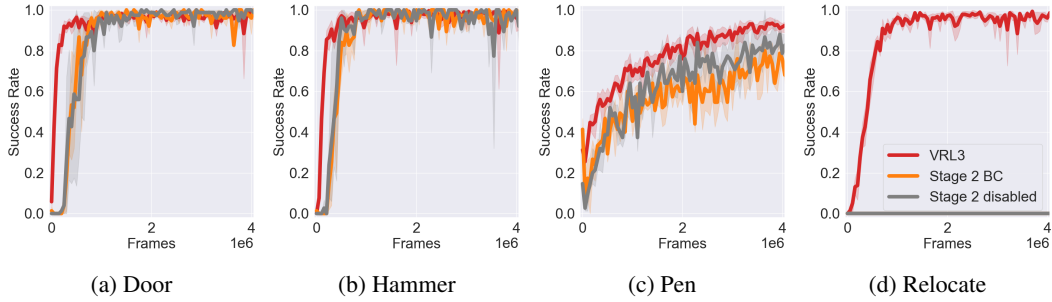 1.0
0.8
0.6
0.4
0.2
0.0
Success Rate
0
2
4
Frames
1e6
(a) Door
1.0
0.8
0.6
0.4
0.2
0.0
Success Rate
0
2
4
Frames
1e6
(b) Hammer
1.0
0.8
0.6
0.4
0.2
0.0
Success Rate
0
2
4
Frames
1e6
(c) Pen
1.0
0.8
0.6
0.4
0.2
0.0
Success Rate
VRL3
Stage 2 BC
Stage 2 disabled
0
2
4
Frames
1e6
(d) Relocate